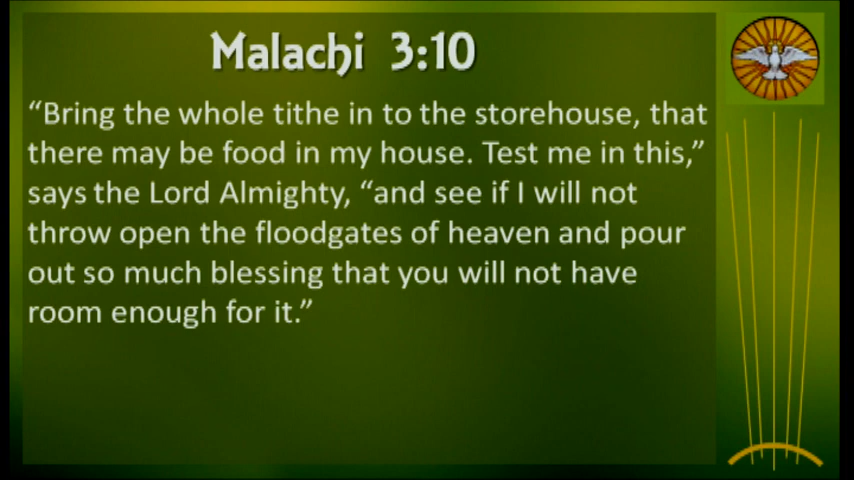 Malachi 3:10
“Bring the whole tithe in to the storehouse, that
there may be food in my house. Test me in this,”
says the Lord Almighty, “and see if I will not
throw open the floodgates of heaven and pour
out so much blessing that you will not have
room enough for it.”